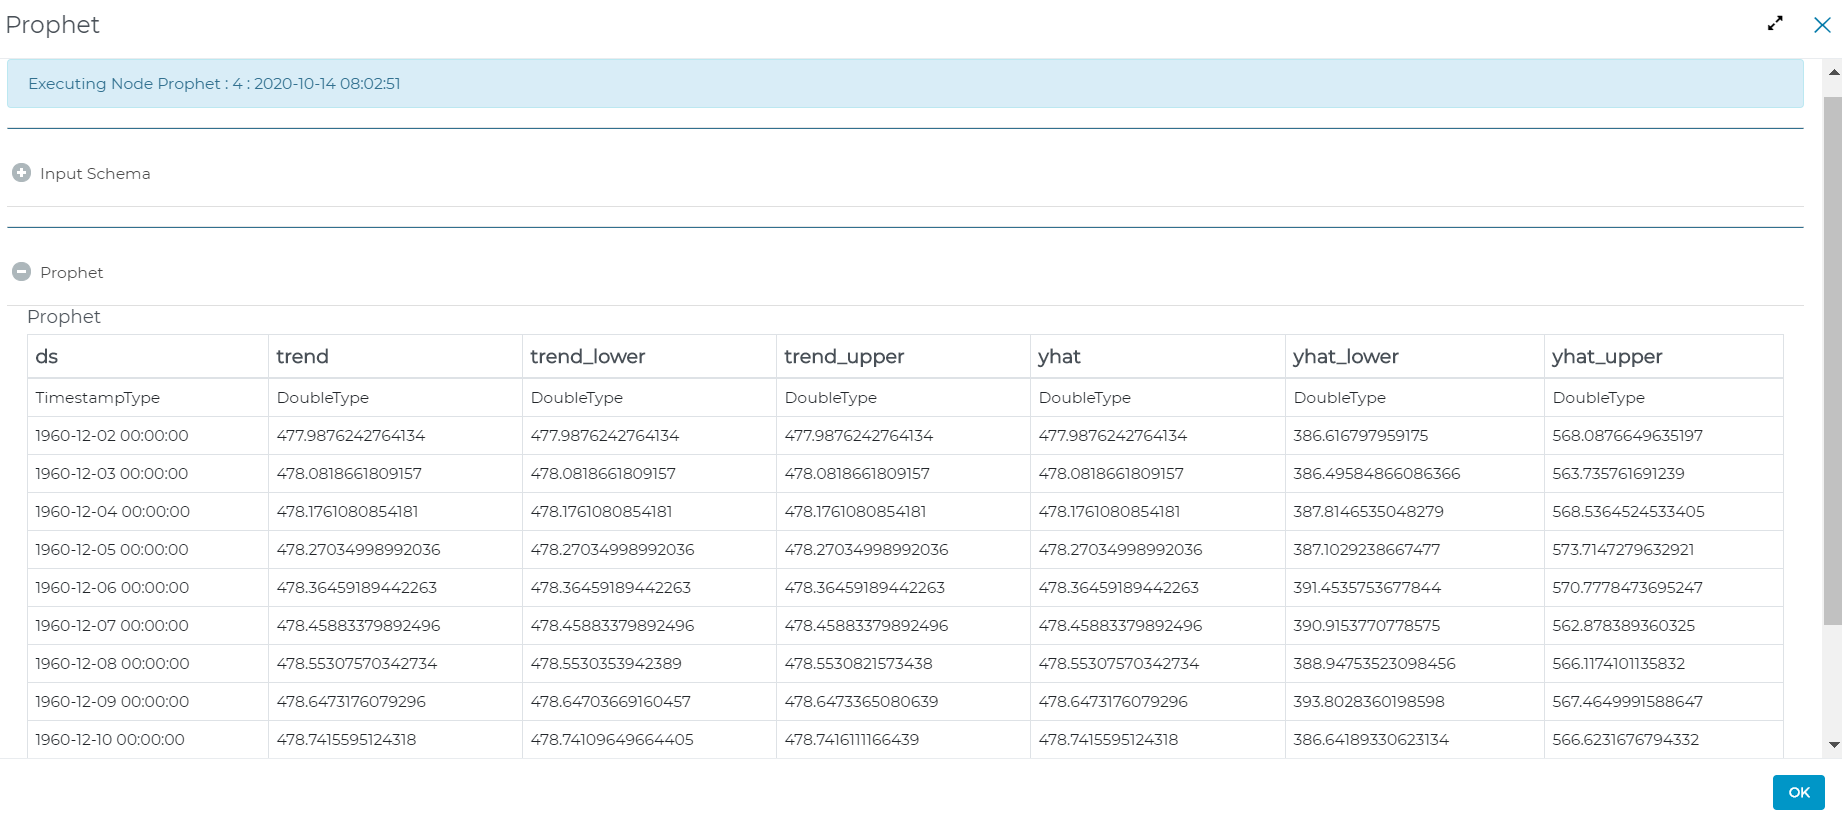 Prophet
Executing Node Prophet : 4 : 2020-10-14 08:02:51
Input Schema
Prophet
Prophet
ds trend trend_lower trend_upper yhat yhat_lower yhat_upper
TimestampType DoubleType DoubleType DoubleType DoubleType DoubleType DoubleType
1960-12-02 00:00:00 477.9876242764134 477.9876242764134 477.9876242764134 477.9876242764134 386.616797959175 568.0876649635197
1960-12-03 00:00:00 478.0818661809157 478.0818661809157 478.0818661809157 478.0818661809157 386.49584866086366 563.735761691239
1960-12-04 00:00:00 478.1761080854181 478.1761080854181 478.1761080854181 478.1761080854181 387.8146535048279 568.5364524533405
1960-12-05 00:00:00 478.27034998992036 478.27034998992036 478.27034998992036 478.27034998992036 387.1029238667477 573.7147279632921
1960-12-06 00:00:00 478.36459189442263 478.36459189442263 478.36459189442263 478.36459189442263 391.4535753677844 570.7778473695247
1960-12-07 00:00:00 478.45883379892496 478.45883379892496 478.45883379892496 478.45883379892496 390.9153770778575 562.878389360325
1960-12-08 00:00:00 478.55307570342734 478.5530353942389 478.5530821573438 478.55307570342734 388.94753523098456 566.1174101135832
1960-12-09 00:00:00 478.6473176079296 478.64703669160457 478.6473365080639 478.6473176079296 393.8028360198598 567.4649991588647
1960-12-10 00:00:00 478.7415595124318 478.74109649664405 478.7416111166439 478.7415595124318 386.64189330623134 566.6231676794332
OK